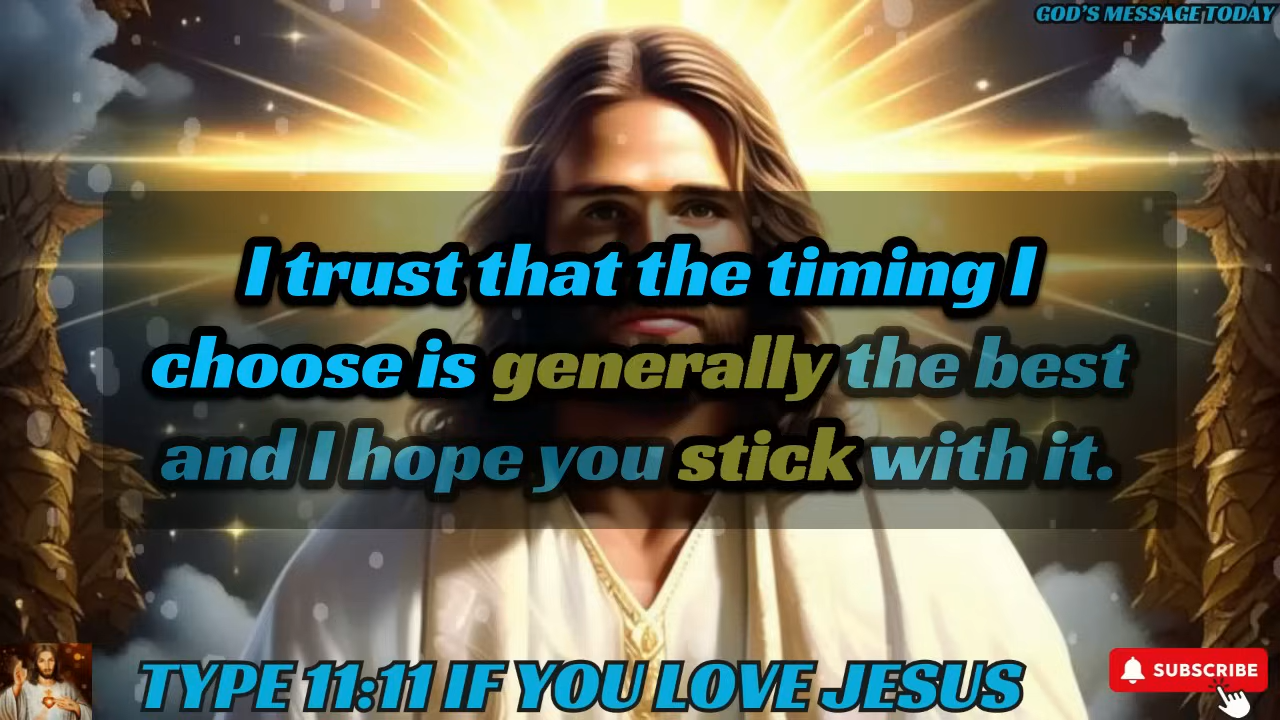 GOD'S MESSAGE TODAY
I trust that the timing I
choose is generally the best
and I hope you stick with it.
TYPE 11:11 IF YOU LOVE JESUS
SUBSCRIBE